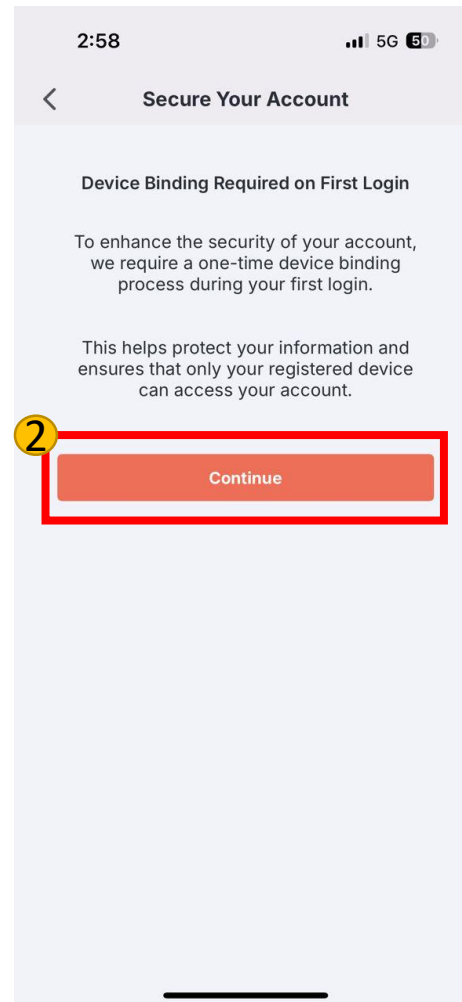 2:58 5G 50
Secure Your Account
Device Binding Required on First Login
To enhance the security of your account,
we require a one-time device binding
process during your first login.
This helps protect your information and
ensures that only your registered device
can access your account.
2
Continue